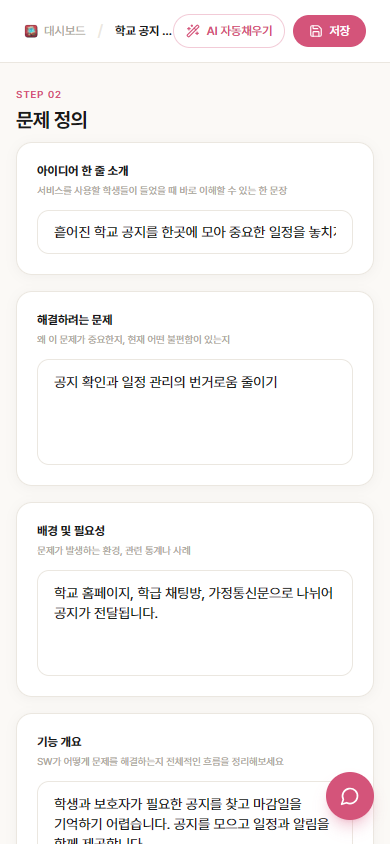 대시보드 / 학교 공지 ...
AI 자동채우기
저장
STEP 02
문제 정의
아이디어 한 줄 소개
서비스를 사용할 학생들이 들었을 때 바로 이해할 수 있는 한 문장
흩어진 학교 공지를 한곳에 모아 중요한 일정을 놓치
해결하려는 문제
왜 이 문제가 중요한지, 현재 어떤 불편함이 있는지
공지 확인과 일정 관리의 번거로움 줄이기
배경 및 필요성
문제가 발생하는 환경, 관련 통계나 사례
학교 홈페이지, 학급 채팅방, 가정통신문으로 나뉘어
공지가 전달됩니다.
기능 개요
SW가 어떻게 문제를 해결하는지 전체적인 흐름을 정리해보세요
학생과 보호자가 필요한 공지를 찾고 마감일을
기억하기 어렵습니다. 공지를 모으고 일정과 알림을
함께 제공합니다.